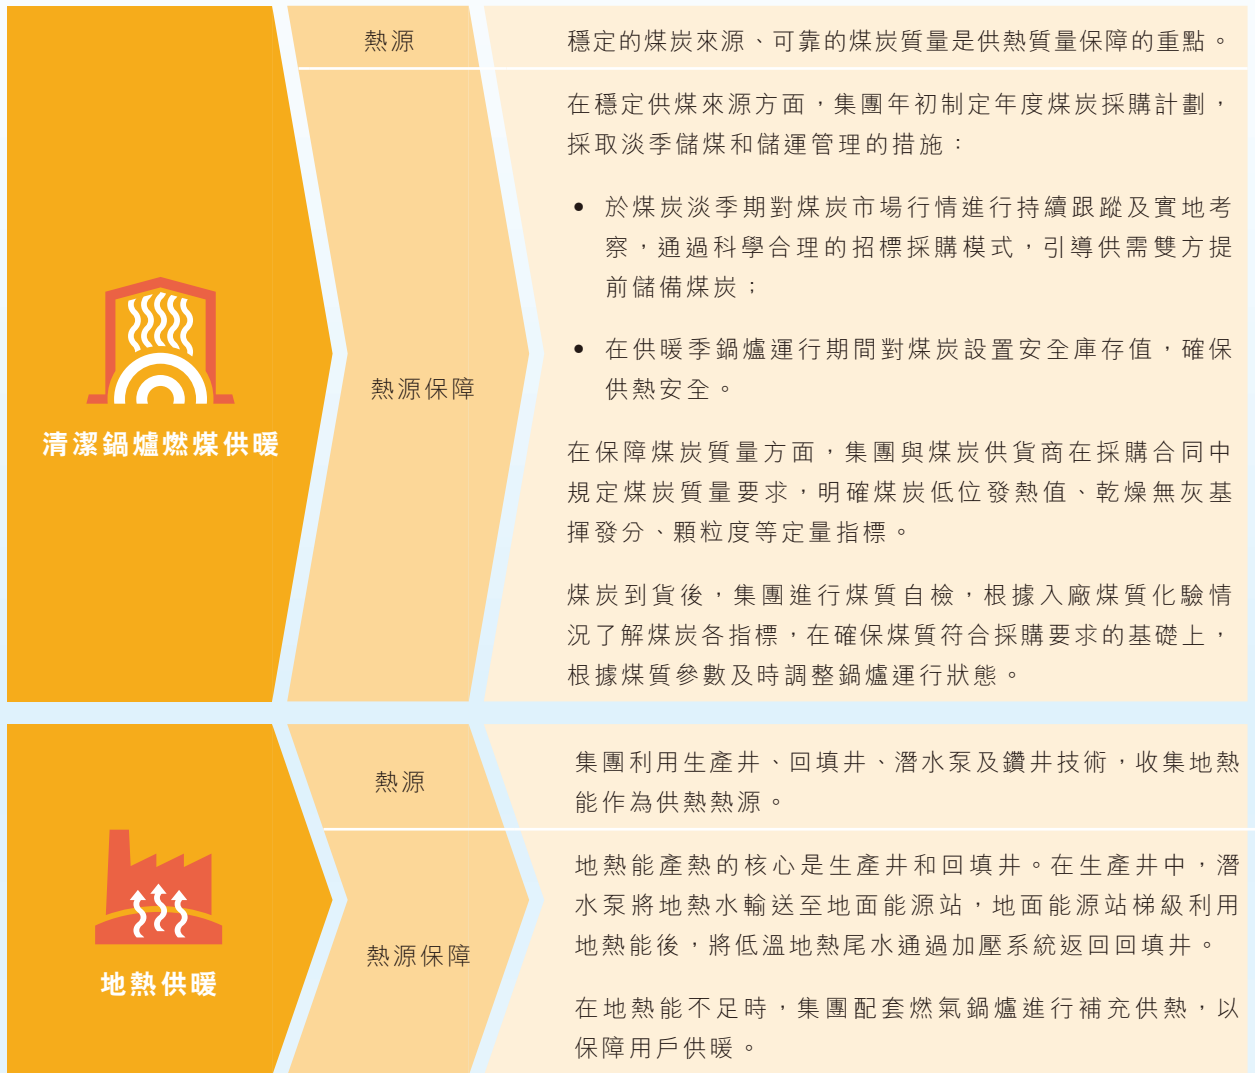 清潔鍋爐燃煤供暖
熱源
穩定的煤炭來源、可靠的煤炭質量是供熱質量保障的重點。
熱源保障
在穩定供煤來源方面，集團年初制定年度煤炭採購計劃，
採取淡季儲煤和儲運管理的措施：
• 於煤炭淡季期對煤炭市場行情進行持續跟蹤及實地考
察，通過科學合理的招標採購模式，引導供需雙方提
前儲備煤炭；
• 在供暖季鍋爐運行期間對煤炭設置安全庫存值，確保
供熱安全。
在保障煤炭質量方面，集團與煤炭供貨商在採購合同中
規定煤炭質量要求，明確煤炭低位發熱值、乾燥無灰基
揮發分、顆粒度等定量指標。
煤炭到貨後，集團進行煤質自檢，根據入廠煤質化驗情
況了解煤炭各指標，在確保煤質符合採購要求的基礎上，
根據煤質參數及時調整鍋爐運行狀態。
地熱供暖
熱源
集團利用生產井、回填井、潛水泵及鑽井技術，收集地熱
能作為供熱熱源。
熱源保障
地熱能產熱的核心是生產井和回填井。在生產井中，潛
水泵將地熱水輸送至地面能源站，地面能源站梯級利用
地熱能後，將低溫地熱尾水通過加壓系統返回回填井。
在地熱能不足時，集團配套燃氣鍋爐進行補充供熱，以
保障用戶供暖。